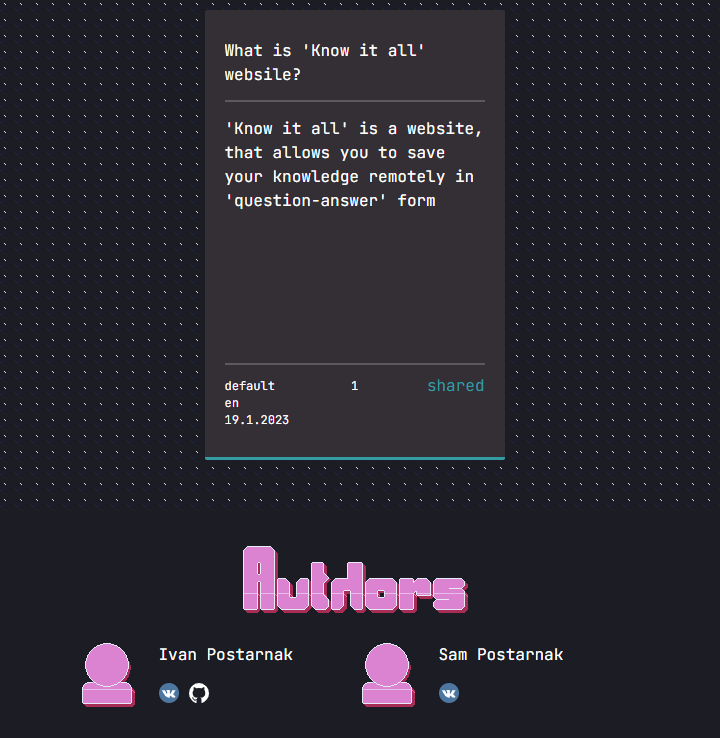 What is 'Know it all'
websile?
'Know it all' is a website,
that allows you to save
your knowledge remotely in
'question-answer' form
default 1 shared
en
19.1.2023
Authors
Ivan Postarnak Sam Postarnak